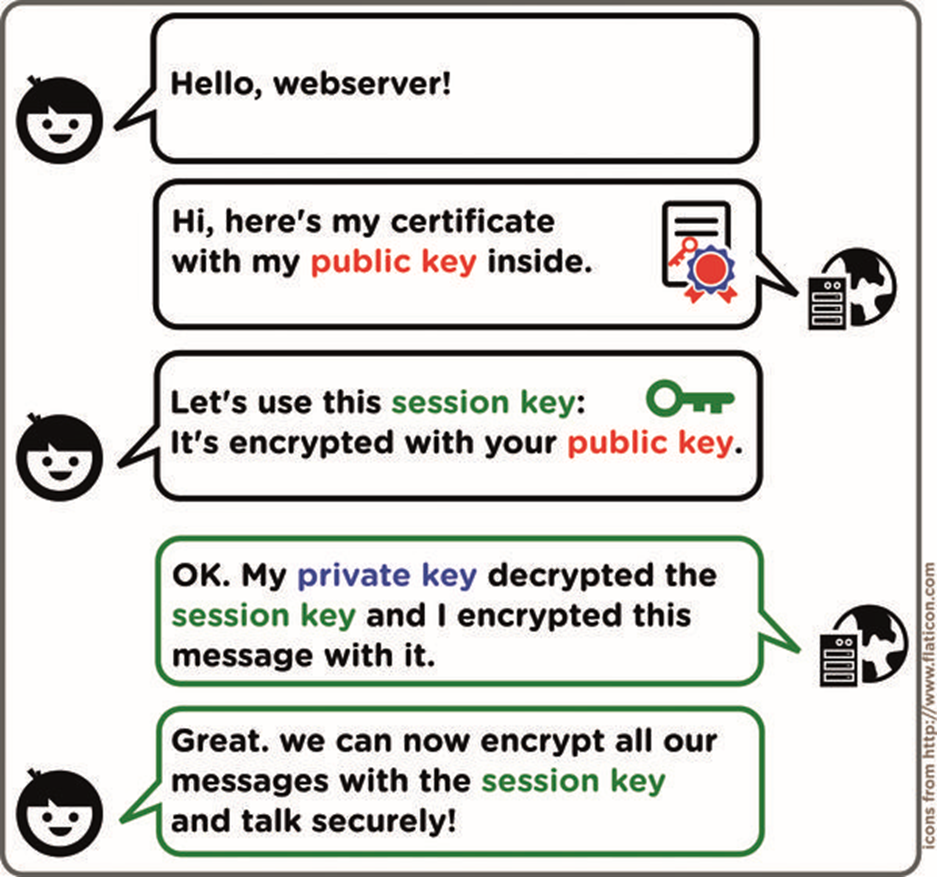 Hello, webserver!
Hi, here's my certificate
with my public key inside.
Let's use this session key:
It's encrypted with your public key.
OK. My private key decrypted the
session key and I encrypted this
message with it.
Great. we can now encrypt all our
messages with the session key
and talk securely!
icons from http://www.flaticon.com